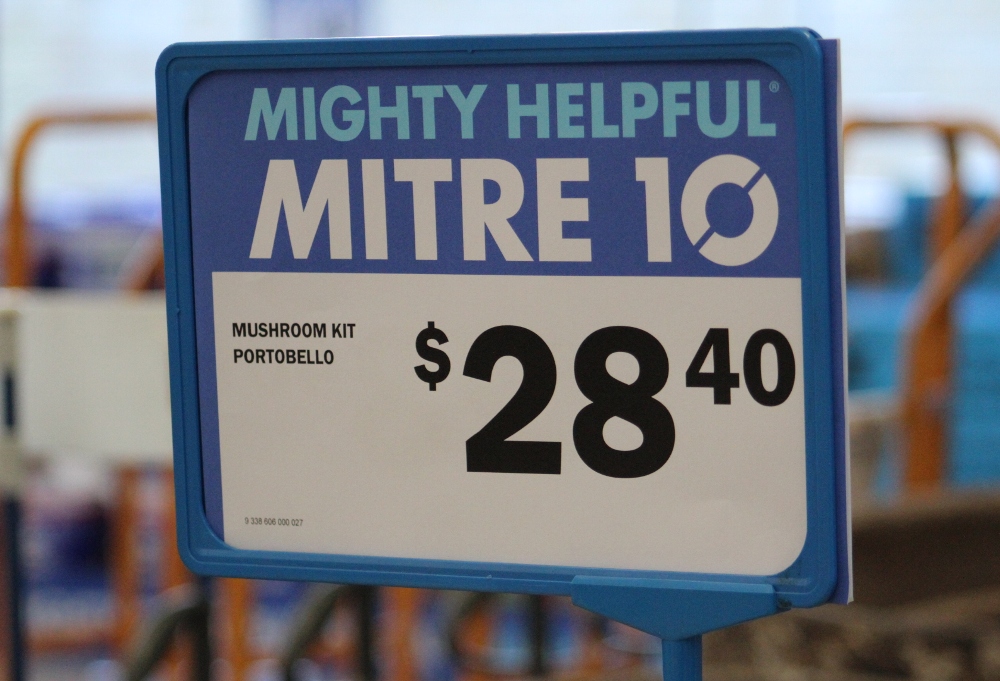 MIGHTY HELPFUL®
MITRE 10
MUSHROOM KIT
PORTOBELLO
$28 40
9 338 606 000 027